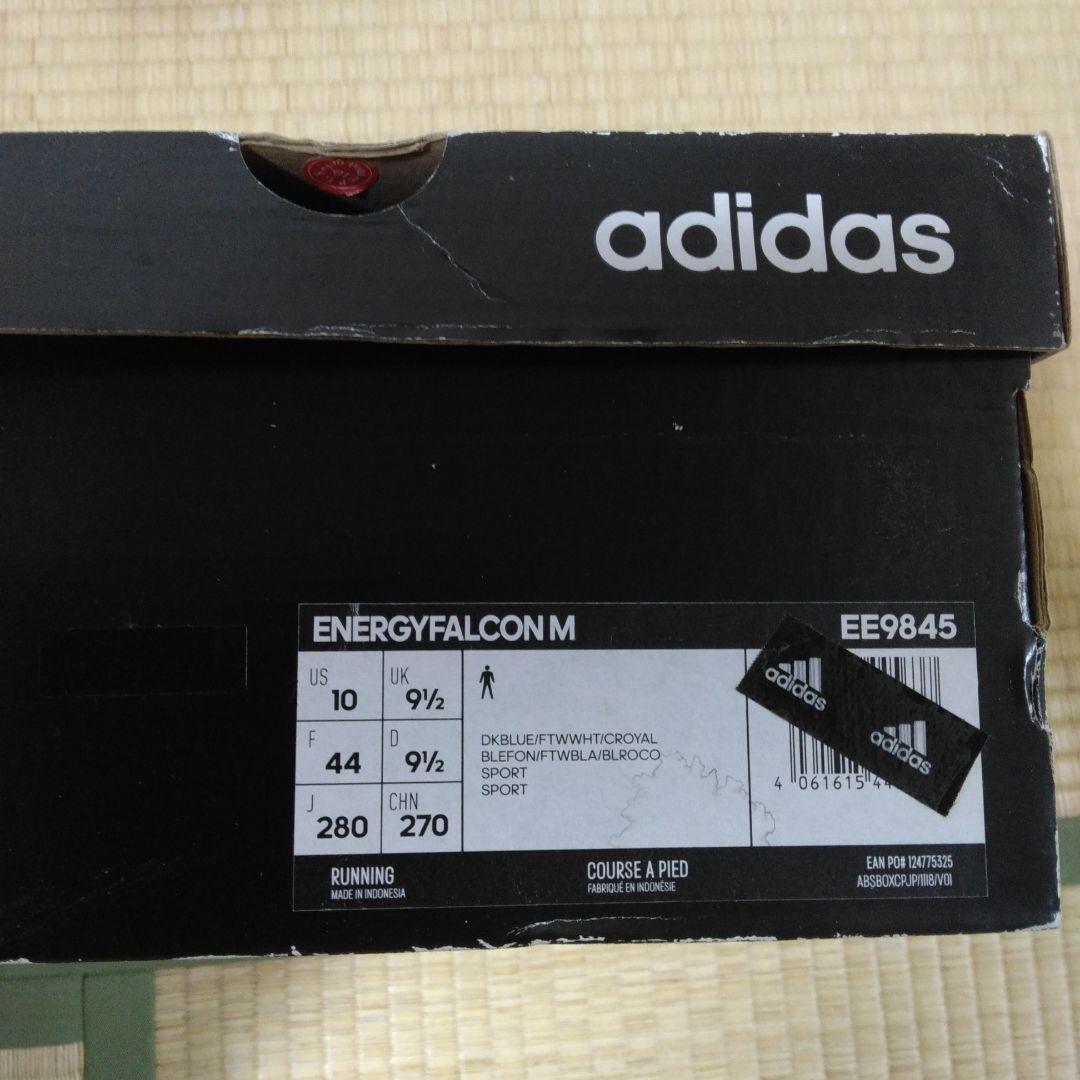 adidas
ENERGYFALCON M EE9845
US 10 UK 9½
F 44 D 9½
J 280 CHN 270
DKBLUE/FTWWHT/CROYAL
BLEFON/FTWBLA/BLROCO
SPORT
SPORT
adidas
adidas
4 061615 44
RUNNING
MADE IN INDONESIA
COURSE A PIED
FABRIQUÉ EN INDONÉSIE
EAN PO# 124775325
ABSBOXCPJP/1118/V01